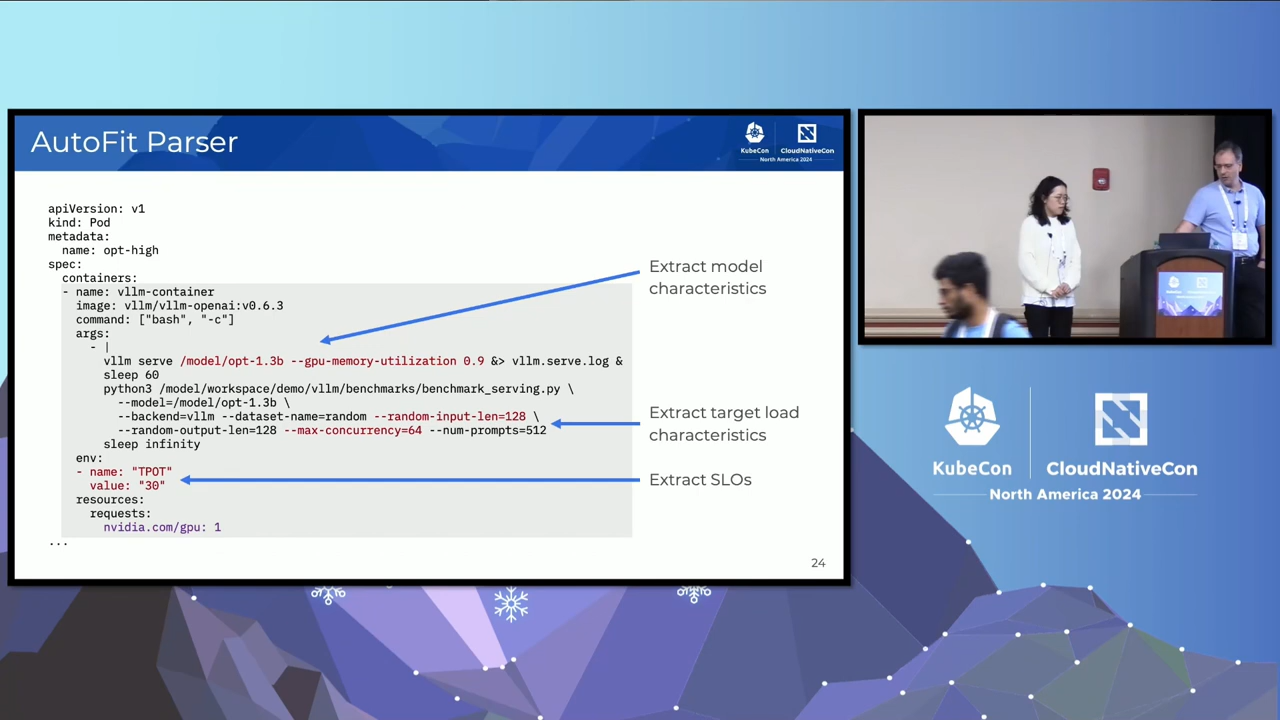 AutoFit Parser
KubeCon
CloudNativeCon
North America 2024
apiVersion: v1
kind: Pod
metadata:
  name: opt-high
spec:
  containers:
  - name: vllm-container
    image: vllm/vllm-openai:v0.6.3
    command: ["bash", "-c"]
    args:
      - |
        vllm serve /model/opt-1.3b --gpu-memory-utilization 0.9 &> vllm.serve.log &
        sleep 60
        python3 /model/workspace/demo/vllm/benchmarks/benchmark_serving.py \
          --model=/model/opt-1.3b \
          --backend=vllm --dataset-name=random --random-input-len=128 \
          --random-output-len=128 --max-concurrency=64 --num-prompts=512
        sleep infinity
    env:
    - name: "TPOT"
      value: "30"
    resources:
      requests:
        nvidia.com/gpu: 1
...
Extract model
characteristics
Extract target load
characteristics
Extract SLOs
24
KubeCon
CloudNativeCon
North America 2024